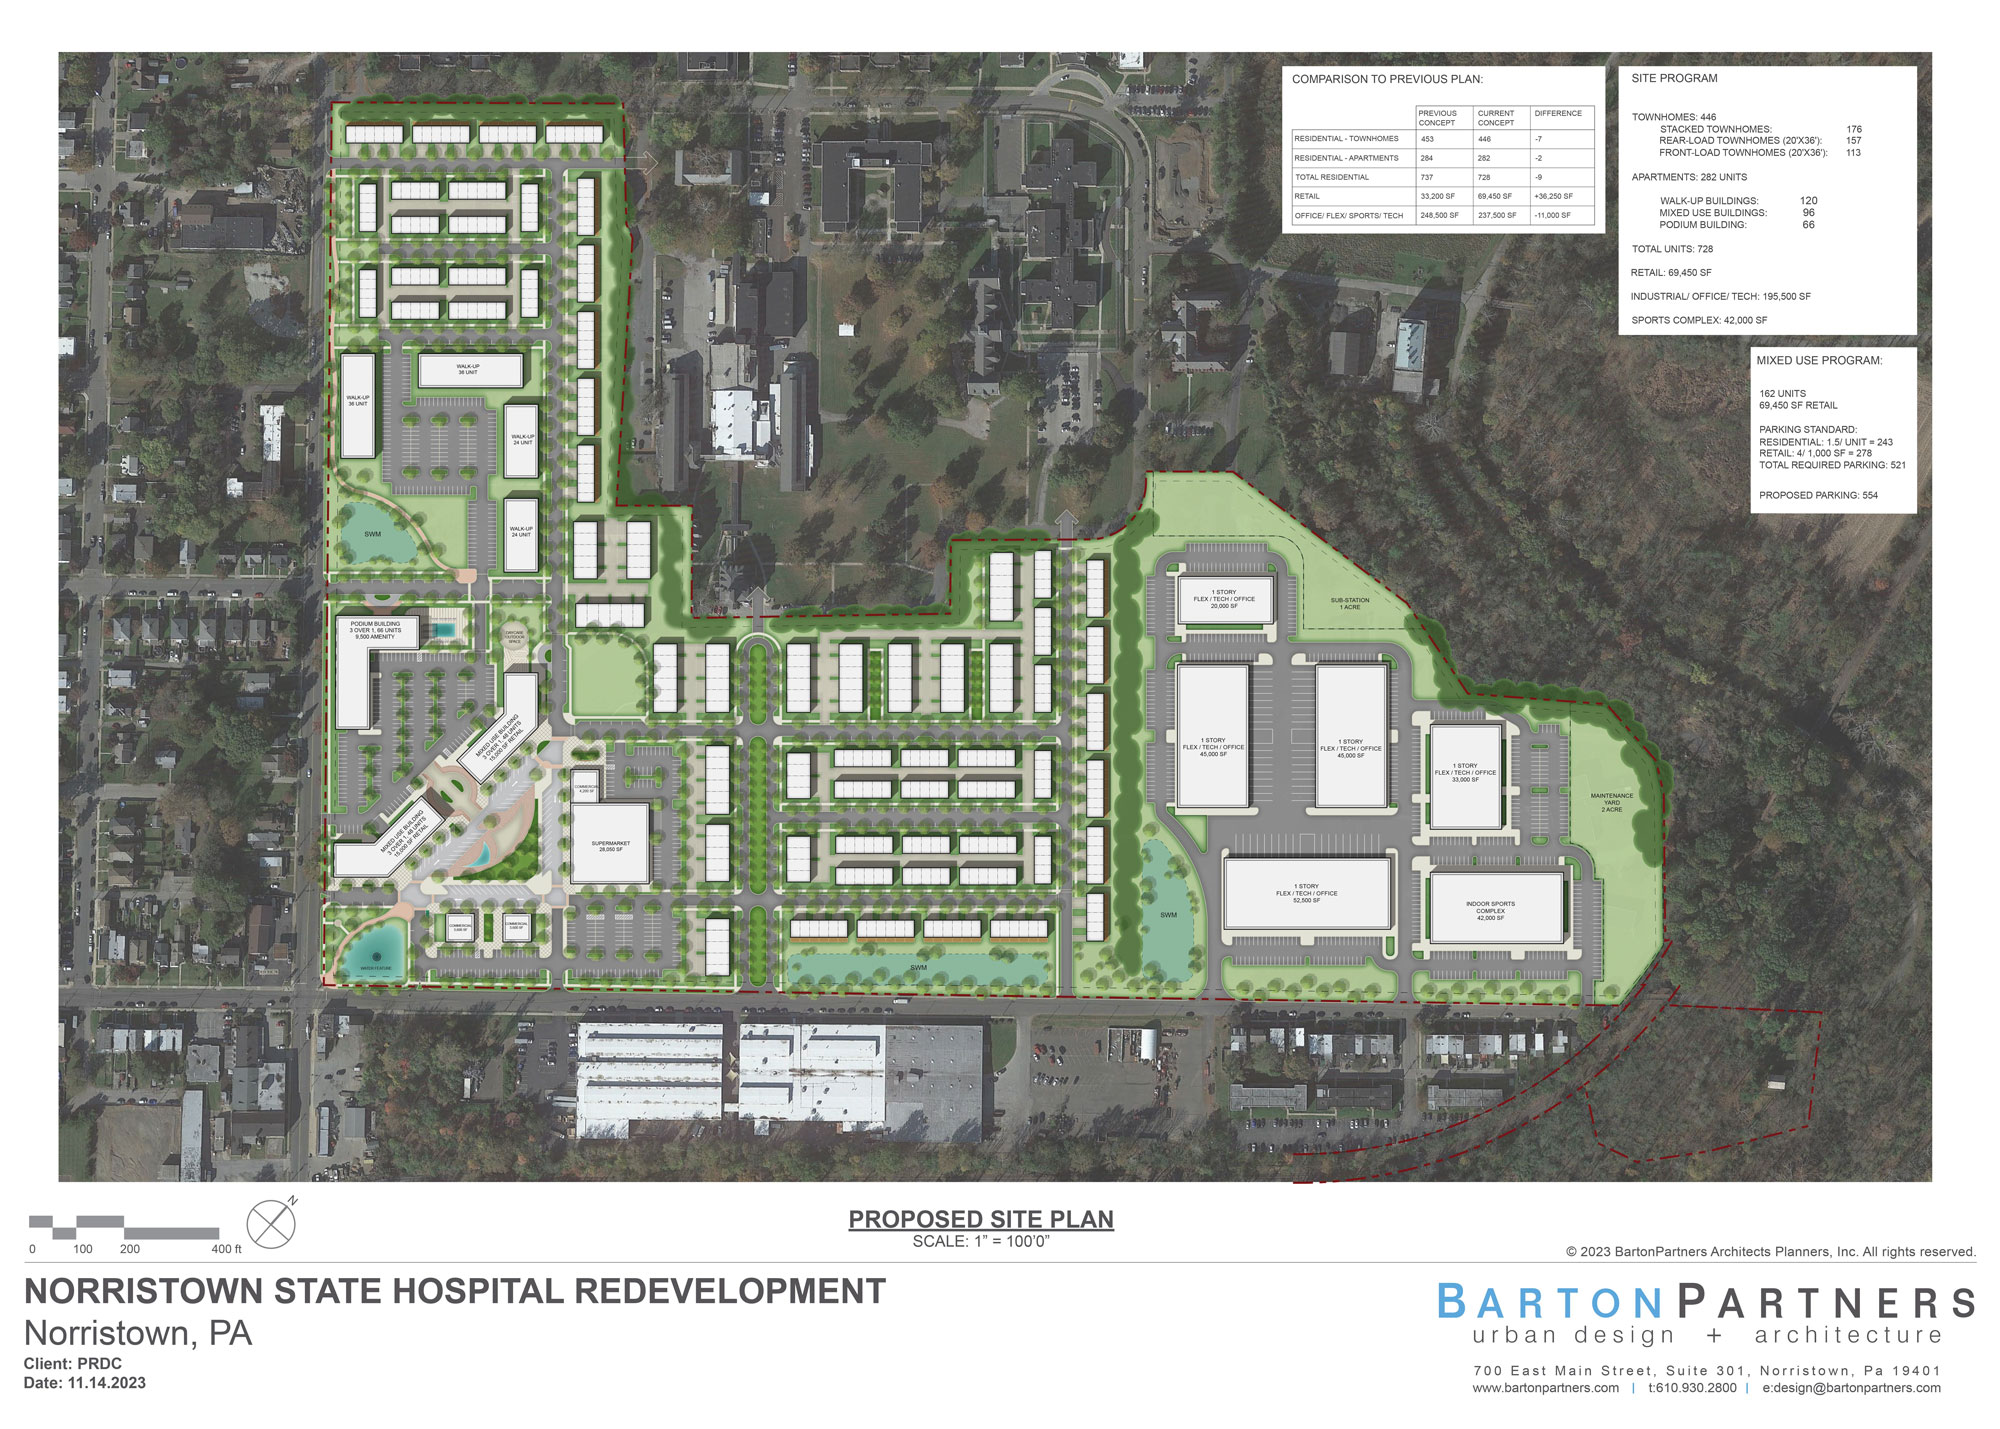 COMPARISON TO PREVIOUS PLAN:
PREVIOUS CONCEPT CURRENT CONCEPT DIFFERENCE
RESIDENTIAL - TOWNHOMES 453 446 -7
RESIDENTIAL - APARTMENTS 284 282 -2
TOTAL RESIDENTIAL 737 728 -9
RETAIL 33,200 SF 69,450 SF +36,250 SF
OFFICE/ FLEX/ SPORTS/ TECH 248,500 SF 237,500 SF -11,000 SF
SITE PROGRAM
TOWNHOMES: 446
STACKED TOWNHOMES: 176
REAR-LOAD TOWNHOMES (20'X36'): 157
FRONT-LOAD TOWNHOMES (20'X36'): 113
APARTMENTS: 282 UNITS
WALK-UP BUILDINGS: 120
MIXED USE BUILDINGS: 96
PODIUM BUILDING: 66
TOTAL UNITS: 728
RETAIL: 69,450 SF
INDUSTRIAL/ OFFICE/ TECH: 195,500 SF
SPORTS COMPLEX: 42,000 SF
MIXED USE PROGRAM:
162 UNITS
69,450 SF RETAIL
PARKING STANDARD:
RESIDENTIAL: 1.5/ UNIT = 243
RETAIL: 4/ 1,000 SF = 278
TOTAL REQUIRED PARKING: 521
PROPOSED PARKING: 554
WALK-UP
36 UNIT
WALK-UP
36 UNIT
WALK-UP
24 UNIT
WALK-UP
24 UNIT
SWM
PODIUM BUILDING
3 OVER 1, 66 UNITS
9,500 AMENITY
DAYCARE
OUTDOOR
SPACE
MIXED USE BUILDING
3 OVER 1, 48 UNITS
15,000 SF RETAIL
MIXED USE BUILDING
3 OVER 1, 48 UNITS
15,000 SF RETAIL
COMMERCIAL
4,200 SF
SUPERMARKET
28,050 SF
COMMERCIAL
COMMERCIAL
WATER FEATURE
SWM
SWM
1 STORY
FLEX / TECH / OFFICE
20,000 SF
SUB-STATION
1 ACRE
1 STORY
FLEX / TECH / OFFICE
45,000 SF
1 STORY
FLEX / TECH / OFFICE
45,000 SF
1 STORY
FLEX / TECH / OFFICE
33,000 SF
MAINTENANCE
YARD
2 ACRE
1 STORY
FLEX / TECH / OFFICE
52,500 SF
INDOOR SPORTS
COMPLEX
42,000 SF
0 100 200 400 ft
N
PROPOSED SITE PLAN
SCALE: 1" = 100'0"
© 2023 BartonPartners Architects Planners, Inc. All rights reserved.
NORRISTOWN STATE HOSPITAL REDEVELOPMENT
Norristown, PA
Client: PRDC
Date: 11.14.2023
BARTONPARTNERS
urban design + architecture
700 East Main Street, Suite 301, Norristown, Pa 19401
www.bartonpartners.com | t:610.930.2800 | e:design@bartonpartners.com